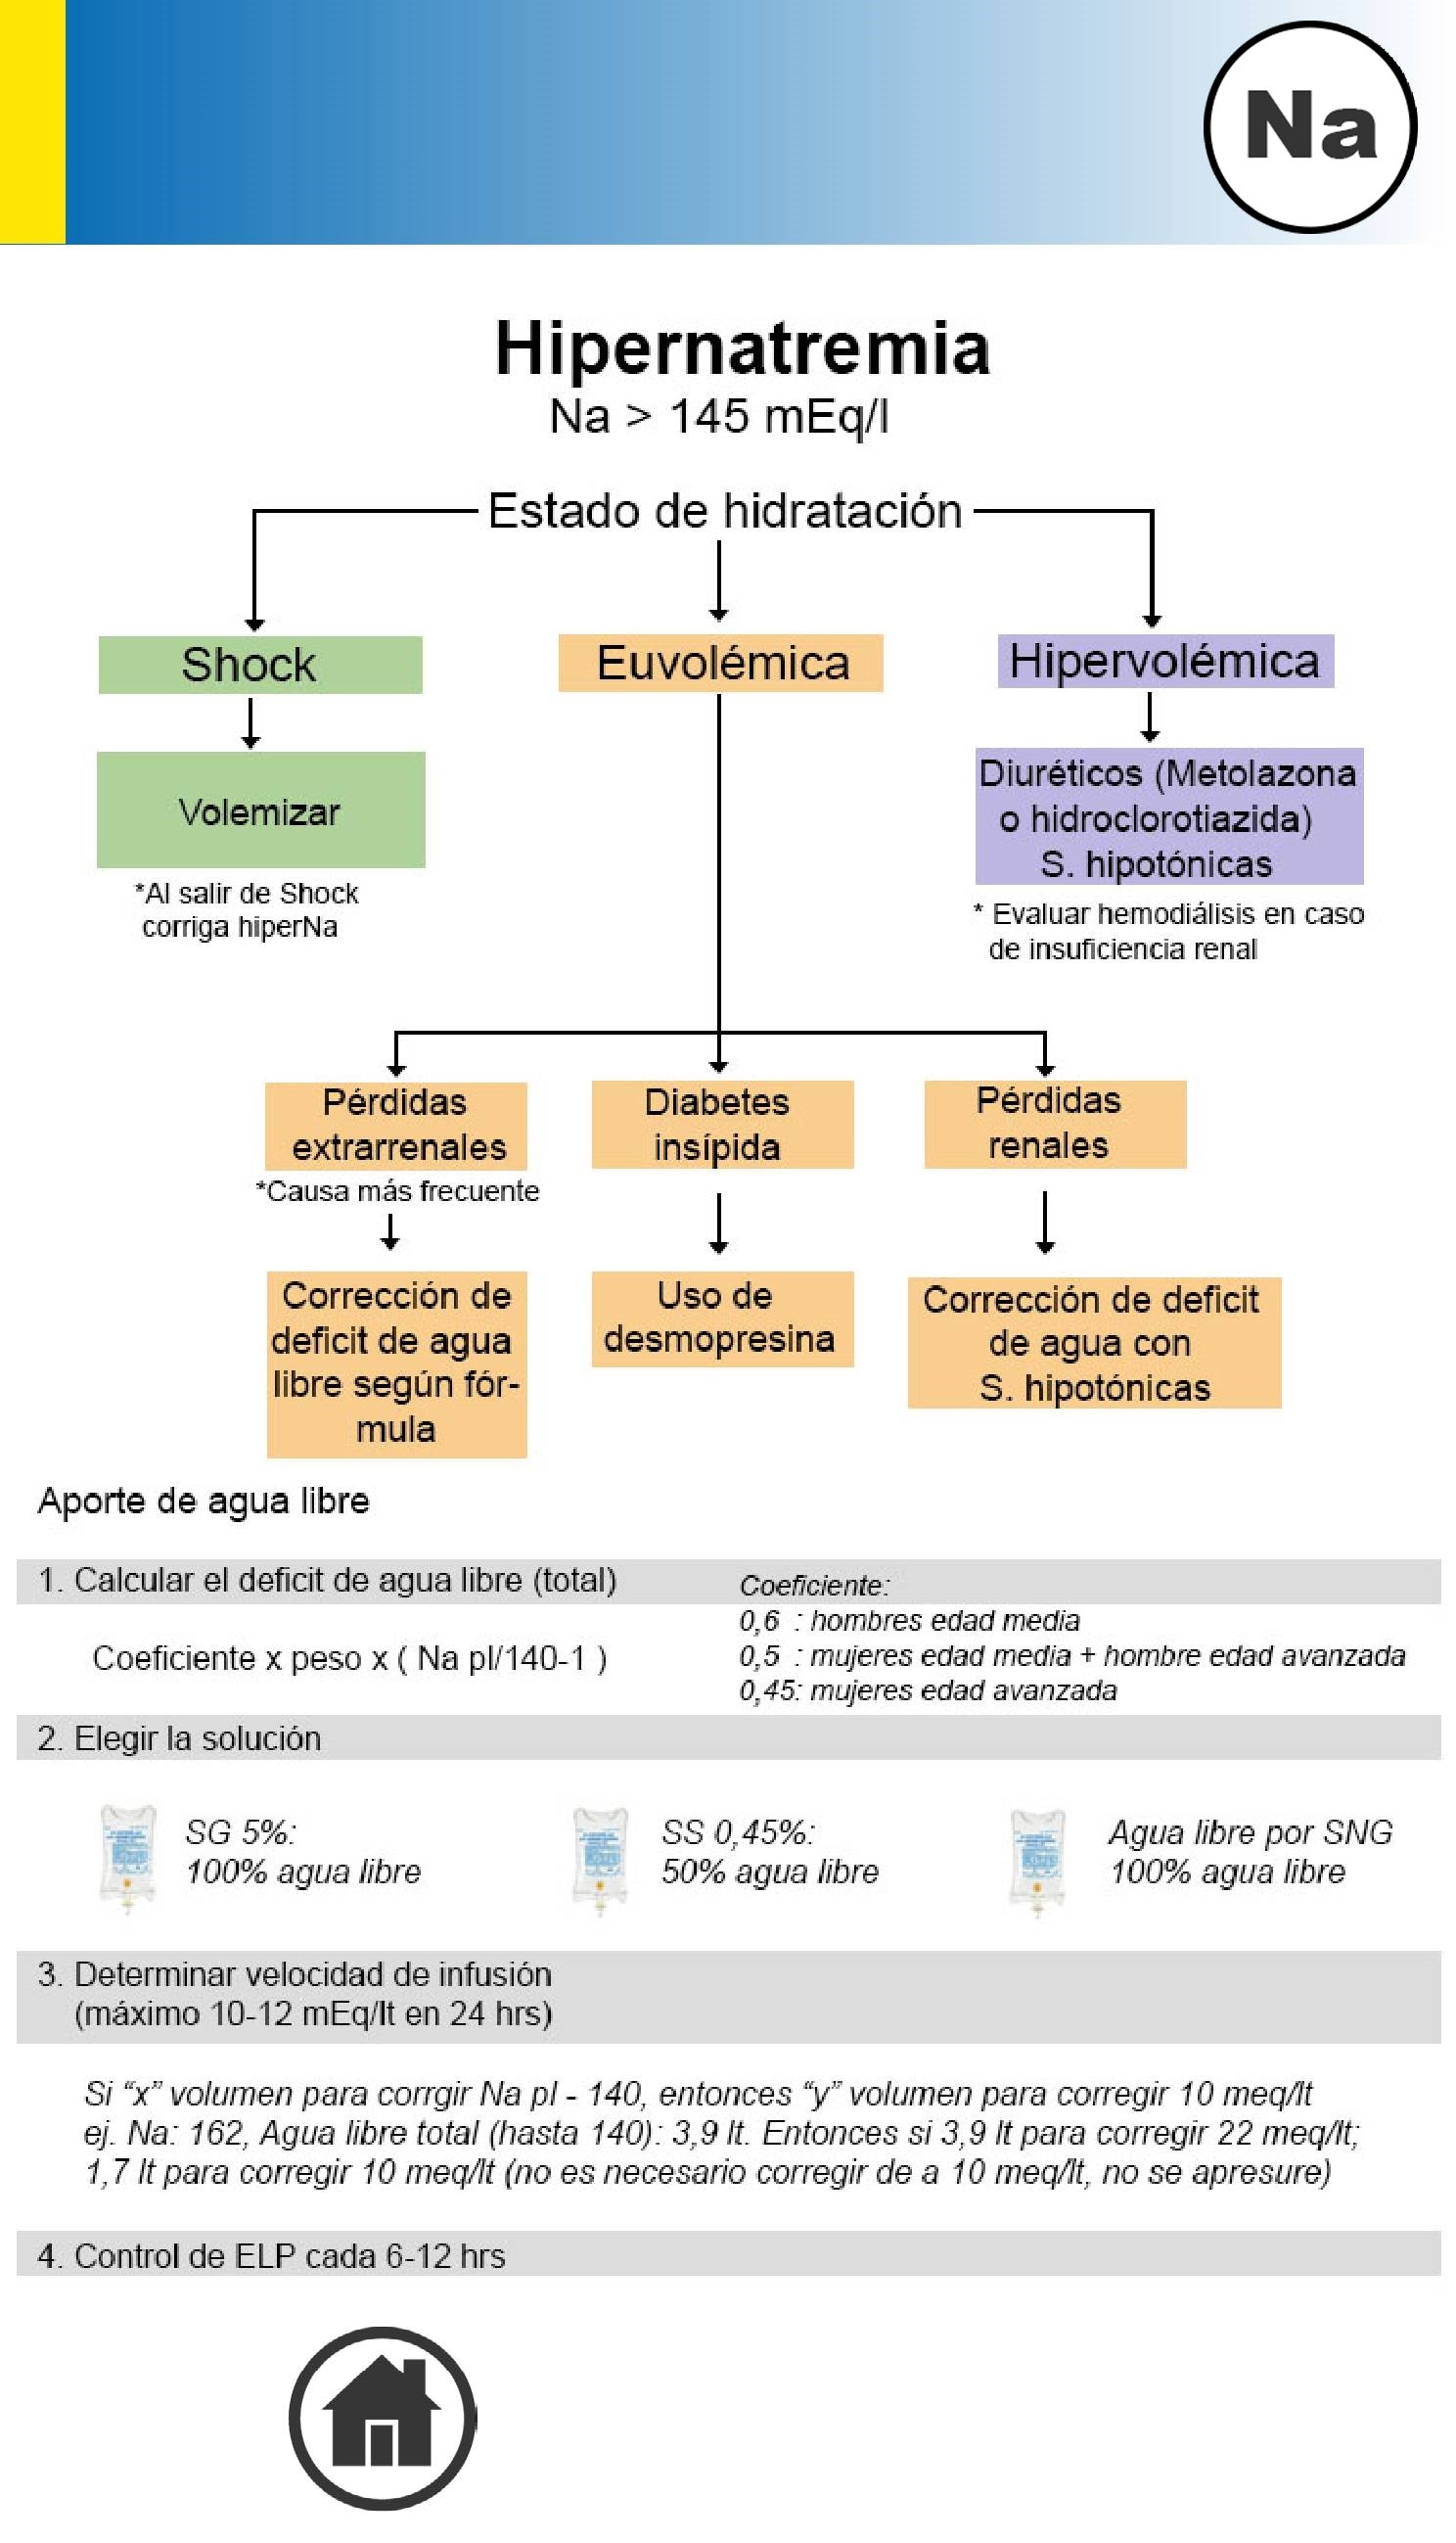 Na
Hipernatremia
Na > 145 mEq/l
Estado de hidratación
Shock
Euvolémica
Hipervolémica
Volemizar
*Al salir de Shock
corriga hiperNa
Diuréticos (Metolazona
o hidroclorotiazida)
S. hipotónicas
* Evaluar hemodiálisis en caso
de insuficiencia renal
Pérdidas
extrarrenales
*Causa más frecuente
Diabetes
insípida
Pérdidas
renales
Corrección de
deficit de agua
libre según fór-
mula
Uso de
desmopresina
Corrección de deficit
de agua con
S. hipotónicas
Aporte de agua libre
1. Calcular el deficit de agua libre (total)
Coeficiente x peso x ( Na pl/140-1 )
Coeficiente:
0,6 : hombres edad media
0,5 : mujeres edad media + hombre edad avanzada
0,45: mujeres edad avanzada
2. Elegir la solución
SG 5%:
100% agua libre
SS 0,45%:
50% agua libre
Agua libre por SNG
100% agua libre
3. Determinar velocidad de infusión
(máximo 10-12 mEq/lt en 24 hrs)
Si “x” volumen para corrgir Na pl - 140, entonces “y” volumen para corregir 10 meq/lt
ej. Na: 162, Agua libre total (hasta 140): 3,9 lt. Entonces si 3,9 lt para corregir 22 meq/lt;
1,7 lt para corregir 10 meq/lt (no es necesario corregir de a 10 meq/lt, no se apresure)
4. Control de ELP cada 6-12 hrs